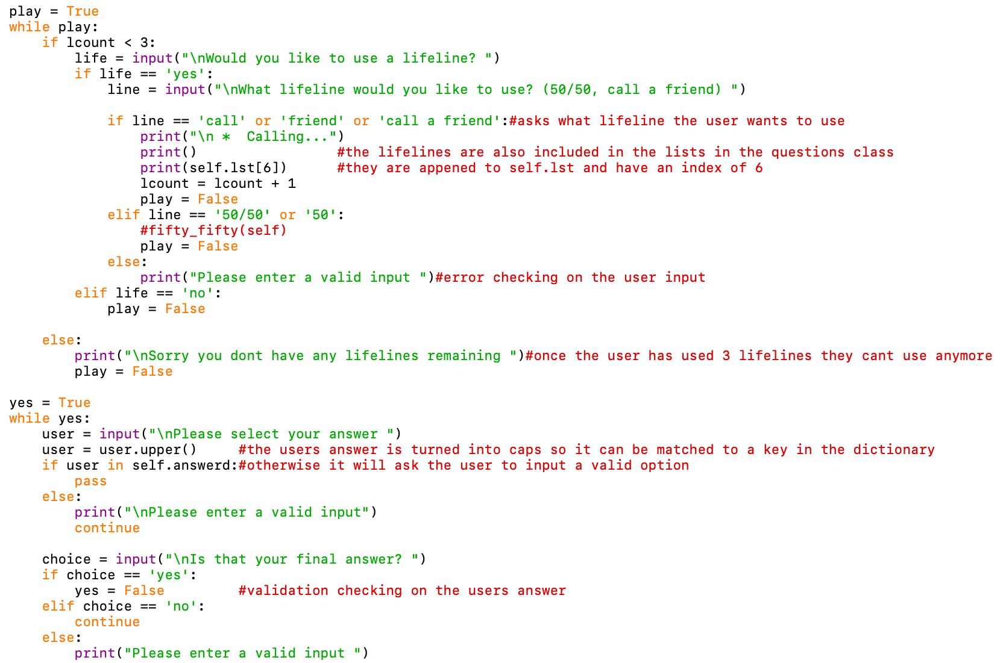 play = True
while play:
    if lcount < 3:
        life = input("\nWould you like to use a lifeline? ")
        if life == 'yes':
            line = input("\nWhat lifeline would you like to use? (50/50, call a friend) ")

            if line == 'call' or 'friend' or 'call a friend':#asks what lifeline the user wants to use
                print("\n *  Calling...")
                print()                 #the lifelines are also included in the lists in the questions class
                print(self.lst[6])      #they are appened to self.lst and have an index of 6
                lcount = lcount + 1
                play = False
            elif line == '50/50' or '50':
                #fifty_fifty(self)
                play = False
            else:
                print("Please enter a valid input ")#error checking on the user input
        elif life == 'no':
            play = False

    else:
        print("\nSorry you dont have any lifelines remaining ")#once the user has used 3 lifelines they cant use anymore
        play = False

yes = True
while yes:
    user = input("\nPlease select your answer ")
    user = user.upper()     #the users answer is turned into caps so it can be matched to a key in the dictionary
    if user in self.answerd:#otherwise it will ask the user to input a valid option
        pass
    else:
        print("\nPlease enter a valid input")
        continue

    choice = input("\nIs that your final answer? ")
    if choice == 'yes':
        yes = False         #validation checking on the users answer
    elif choice == 'no':
        continue
    else:
        print("Please enter a valid input ")